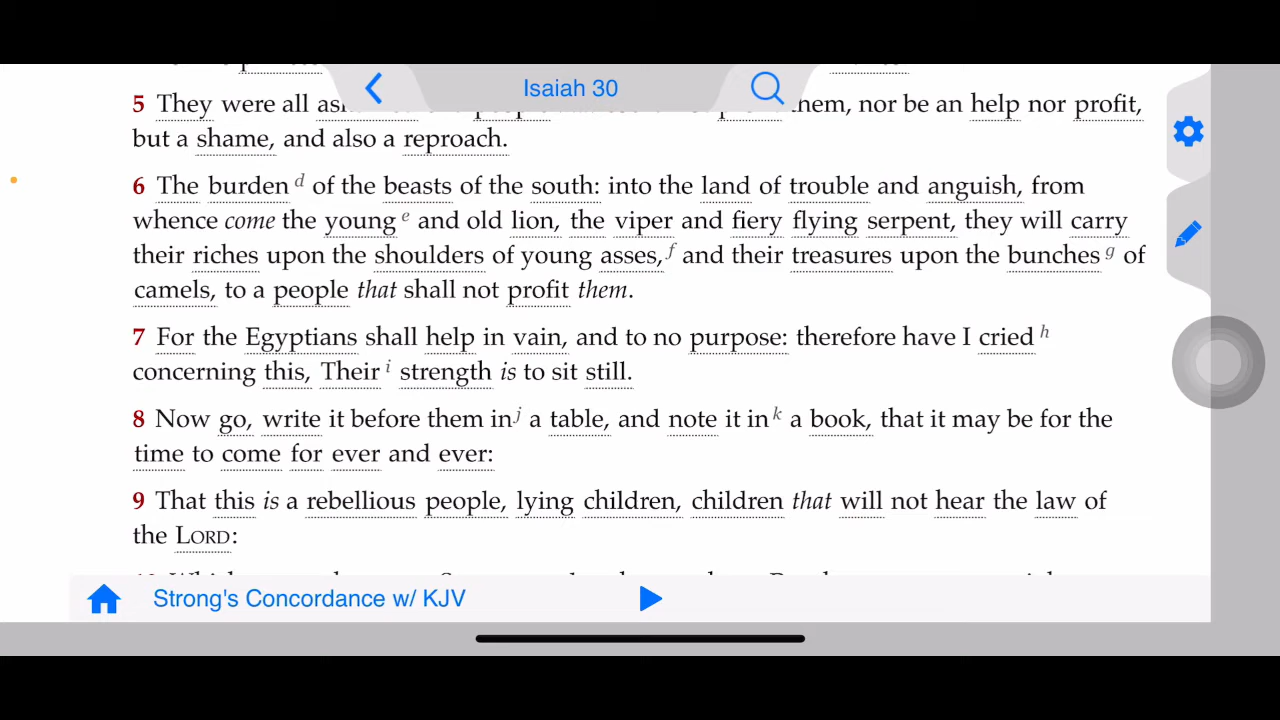 Isaiah 30
5 They were all them, nor be an help nor profit,
but a shame, and also a reproach.
6 The burden d of the beasts of the south: into the land of trouble and anguish, from
whence come the young e and old lion, the viper and fiery flying serpent, they will carry
their riches upon the shoulders of young asses, f and their treasures upon the bunches g of
camels, to a people that shall not profit them.
7 For the Egyptians shall help in vain, and to no purpose: therefore have I cried h
concerning this, Their i strength is to sit still.
8 Now go, write it before them in j a table, and note it in k a book, that it may be for the
time to come for ever and ever:
9 That this is a rebellious people, lying children, children that will not hear the law of
the LORD:
Strong's Concordance w/ KJV